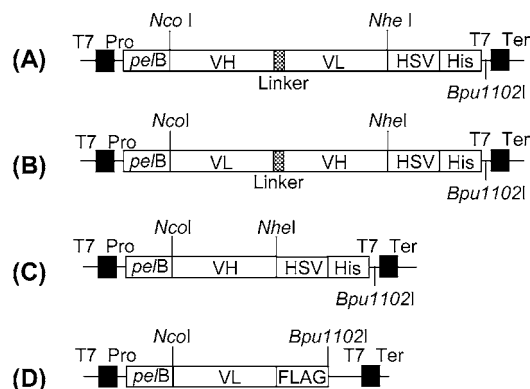 Nco I Nhe I
T7 Pro T7 Ter
(A) pelB VH VL HSV His
Linker Bpu1102I
NcoI NheI
T7 Pro T7 Ter
(B) pelB VL VH HSV His
Linker Bpu1102I
NcoI NheI
T7 Pro T7 Ter
(C) pelB VH HSV His
Bpu1102I
NcoI Bpu1102I
T7 Pro T7 Ter
(D) pelB VL FLAG